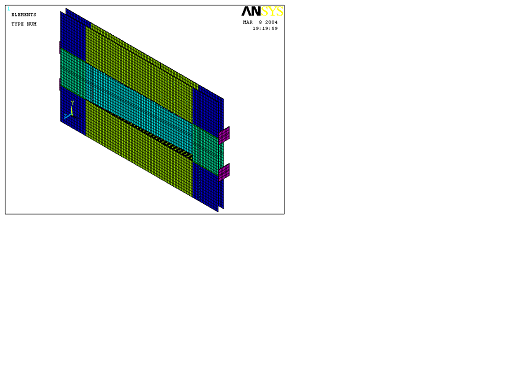 ELEMENTS
TYPE NUM
ANSYS
MAR 8 2004
19:19:59